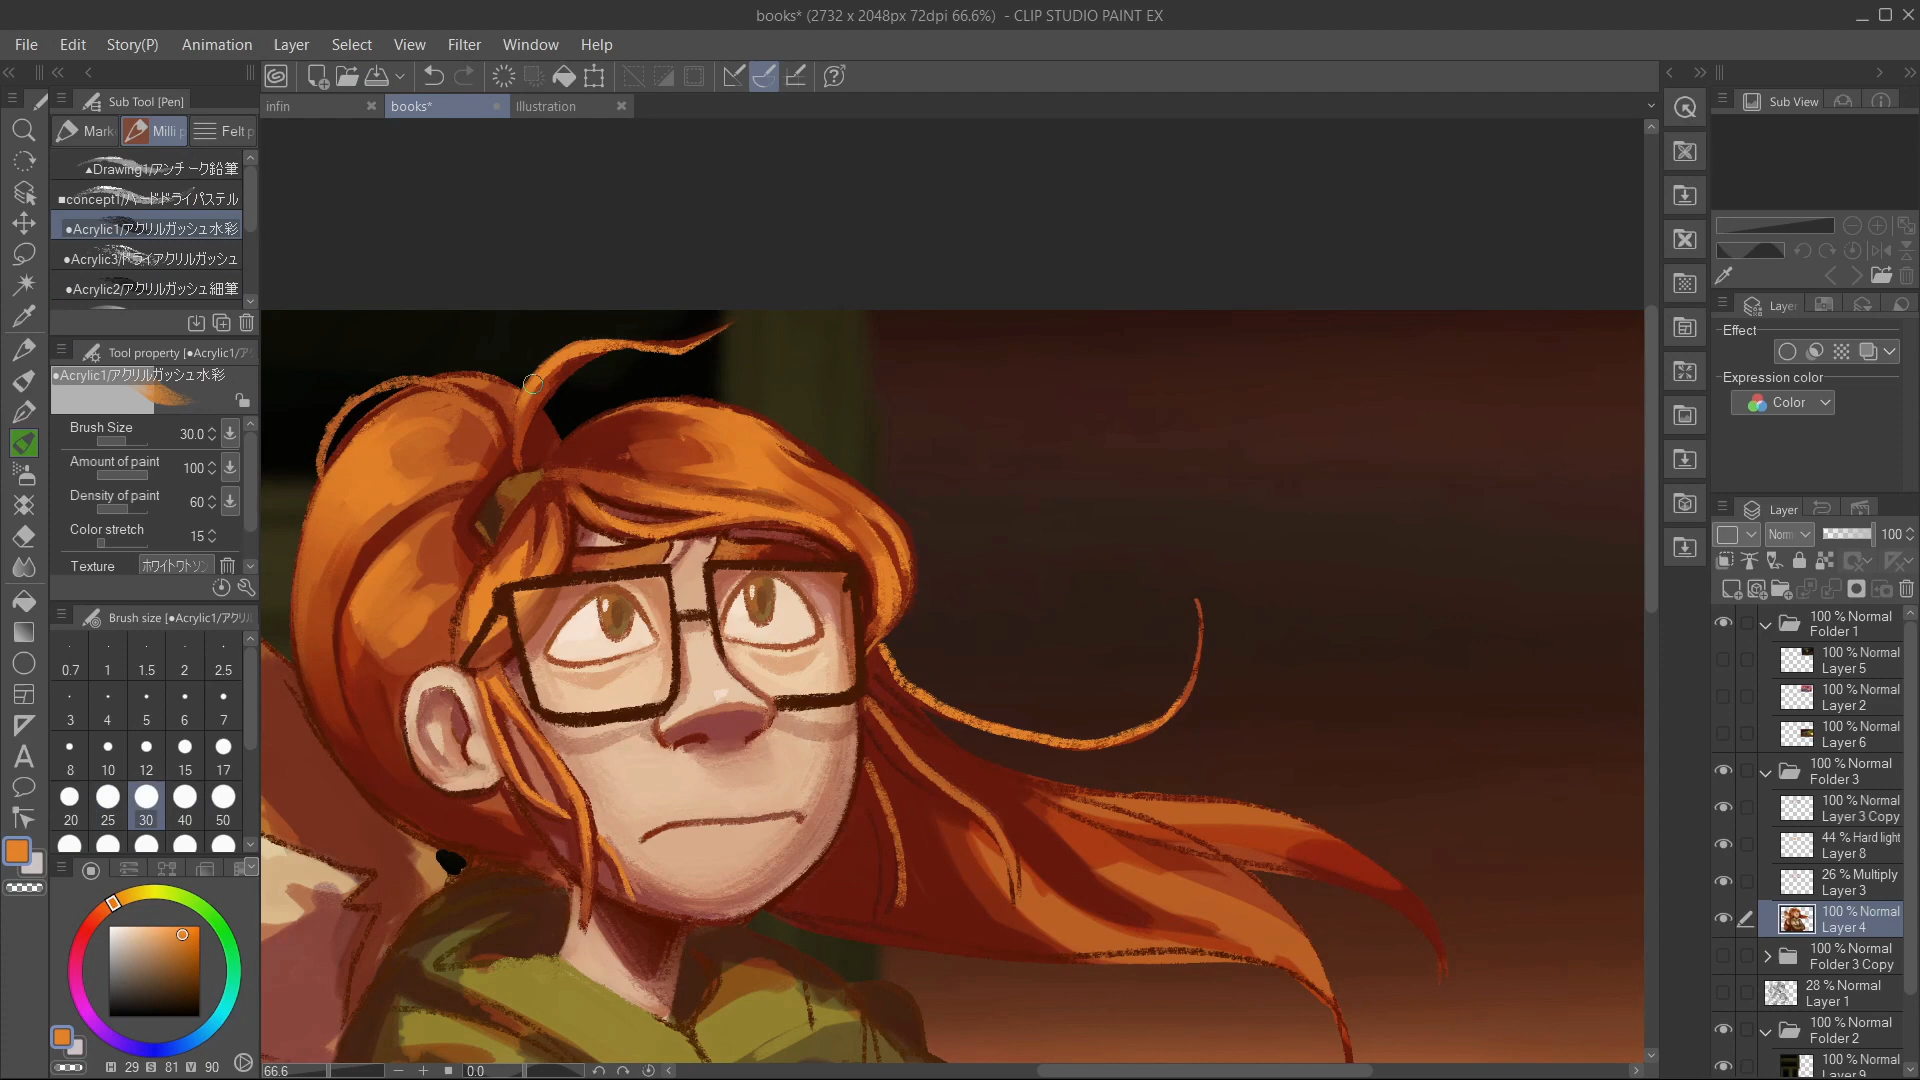 books* (2732 x 2048px 72dpi 66.6%) - CLIP STUDIO PAINT EX
File Edit Story(P) Animation Layer Select View Filter Window Help
Sub Tool [Pen]
Sub View
infin books* Illustration
Mark Milli p Felt p
▲Drawing1/アンチーク鉛筆
■concept1/ハードドライパステル
●Acrylic1/アクリルガッシュ水彩
●Acrylic3/ドライアクリルガッシュ
●Acrylic2/アクリルガッシュ細筆
Tool property [●Acrylic1/ア
●Acrylic1/アクリルガッシュ水彩
Brush Size 30.0
Amount of paint 100
Density of paint 60
Color stretch 15
Texture ホワイトワトソン
Brush size [●Acrylic1/アクリル
0.7 1 1.5 2 2.5
3 4 5 6 7
8 10 12 15 17
20 25 30 40 50
H 29 S 81 V 90
66.6 0.0
Layer
Effect
Expression color
Color
Layer
Norm 100
100 % Normal
Folder 1
100 % Normal
Layer 5
100 % Normal
Layer 2
100 % Normal
Layer 6
100 % Normal
Folder 3
100 % Normal
Layer 3 Copy
44 % Hard light
Layer 8
26 % Multiply
Layer 3
100 % Normal
Layer 4
100 % Normal
Folder 3 Copy
28 % Normal
Layer 1
100 % Normal
Folder 2
100 % Normal
Layer 9